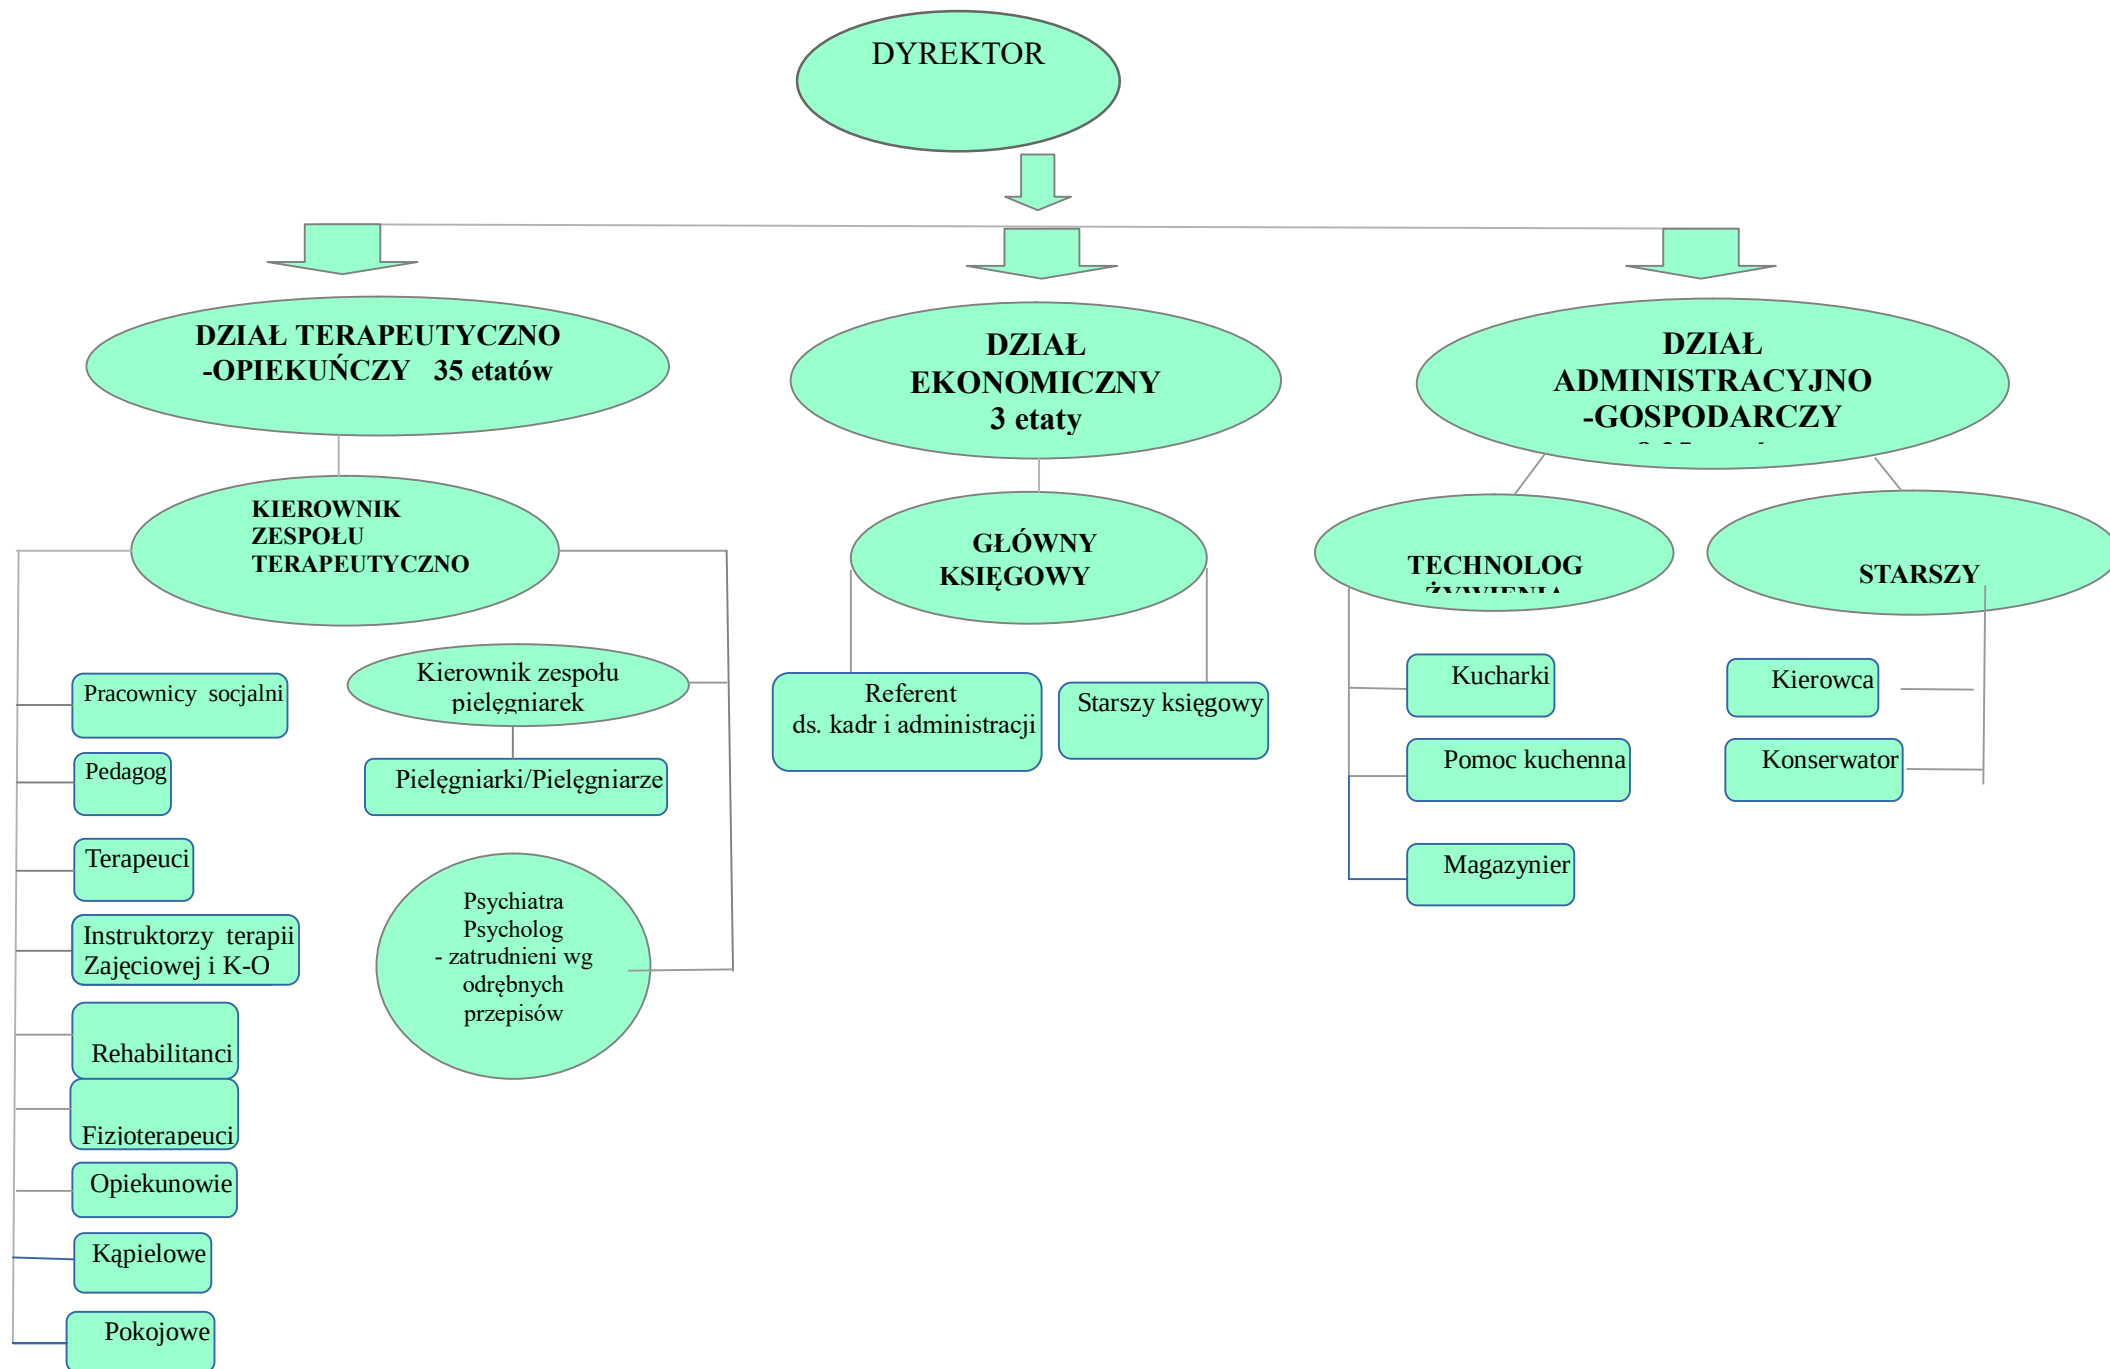 DYREKTOR
DZIAŁ TERAPEUTYCZNO
-OPIEKUŃCZY 35 etatów
DZIAŁ
EKONOMICZNY
3 etaty
DZIAŁ
ADMINISTRACYJNO
-GOSPODARCZY
KIEROWNIK
ZESPOŁU
TERAPEUTYCZNO
GŁÓWNY
KSIĘGOWY
TECHNOLOG
ŻYWIENIA
STARSZY
Pracownicy socjalni
Pedagog
Terapeuci
Instruktorzy terapii
Zajęciowej i K-O
Rehabilitanci
Fizjoterapeuci
Opiekunowie
Kąpielowe
Pokojowe
Kierownik zespołu
pielęgniarek
Pielęgniarki/Pielęgniarze
Psychiatra
Psycholog
- zatrudnieni wg
odrębnych
przepisów
Referent
ds. kadr i administracji
Starszy księgowy
Kucharki
Pomoc kuchenna
Magazynier
Kierowca
Konserwator